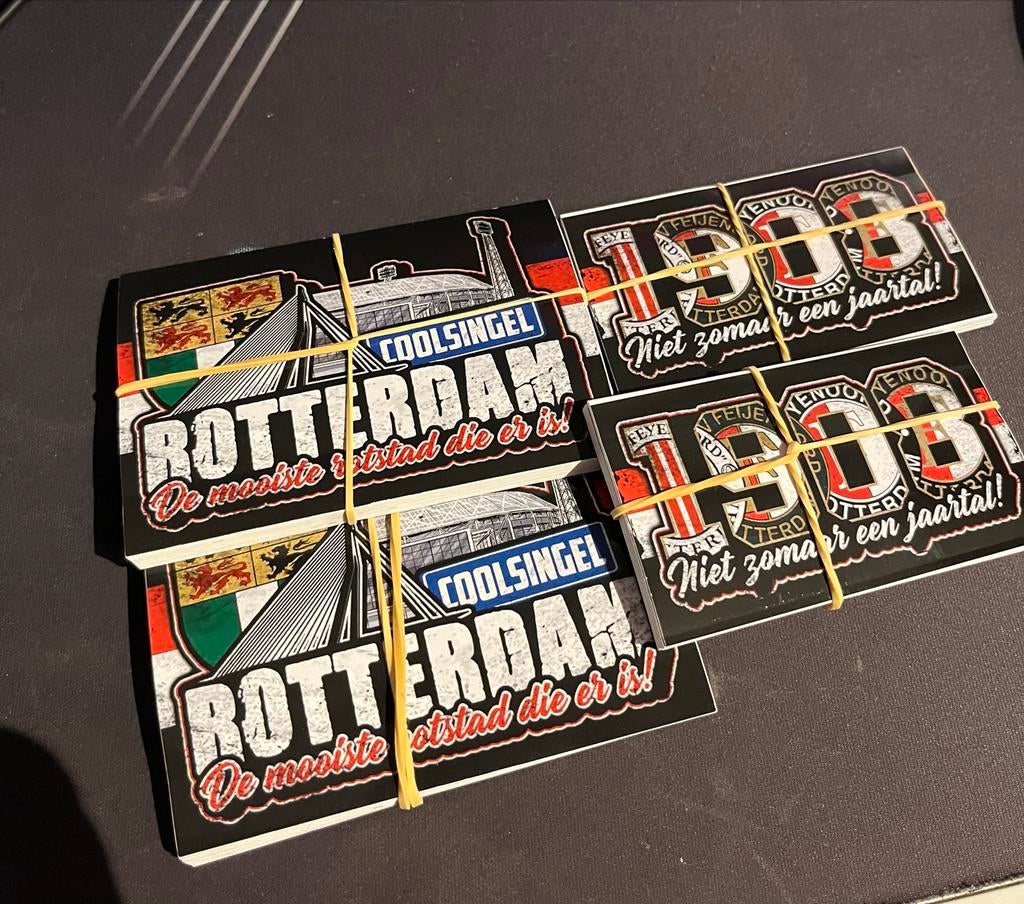 COOLSINGEL
ROTTERDAM
De mooiste rotstad die er is!
1908
Niet zomaar een jaartal!
COOLSINGEL
ROTTERDAM
De mooiste rotstad die er is!
1908
Niet zomaar een jaartal!